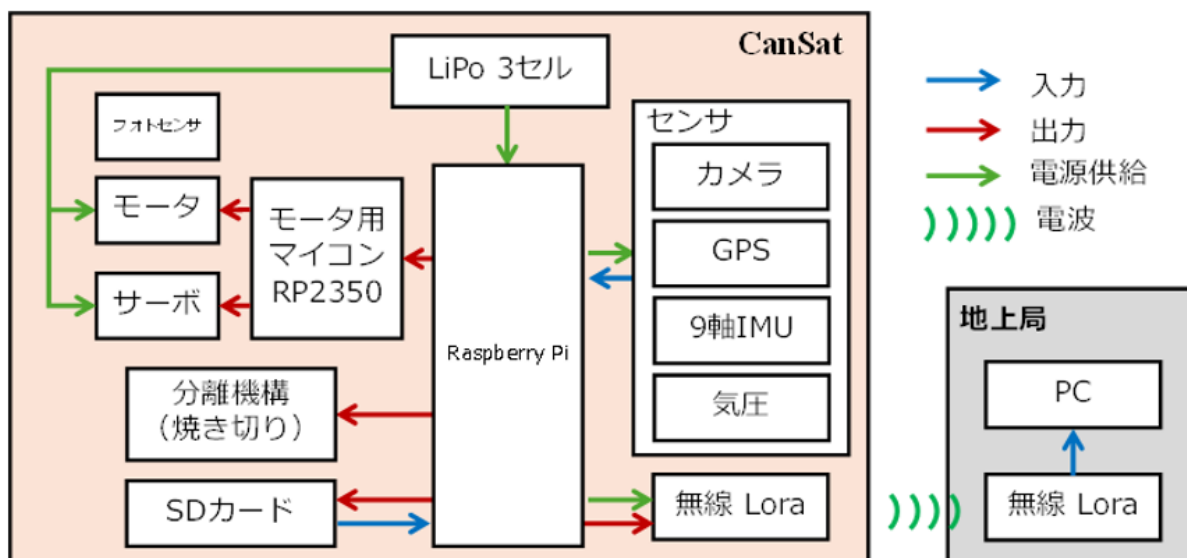 CanSat
LiPo 3セル
フォトセンサ
モータ
サーボ
モータ用
マイコン
RP2350
分離機構
（焼き切り）
SDカード
Raspberry Pi
センサ
カメラ
GPS
9軸IMU
気圧
無線 Lora
入力
出力
電源供給
電波
地上局
PC
無線 Lora